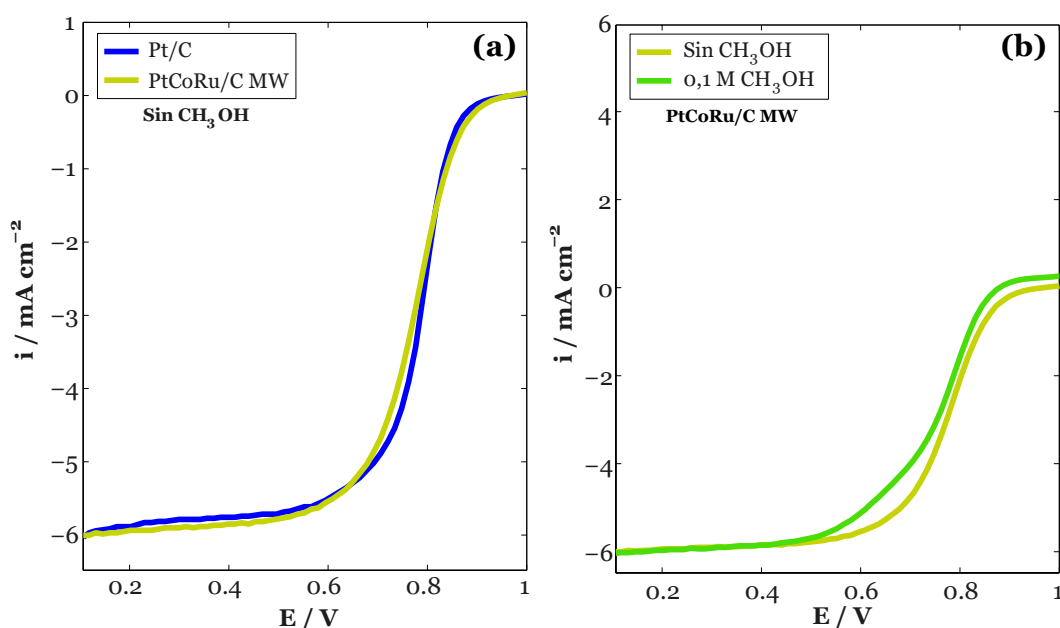 (a)
Pt/C
PtCoRu/C MW
Sin CH₃OH
1
0
−1
−2
−3
−4
−5
−6
i / mA cm⁻²
0.2
0.4
0.6
0.8
1
E / V
(b)
Sin CH₃OH
0,1 M CH₃OH
PtCoRu/C MW
6
4
2
0
−2
−4
−6
i / mA cm⁻²
0.2
0.4
0.6
0.8
1
E / V